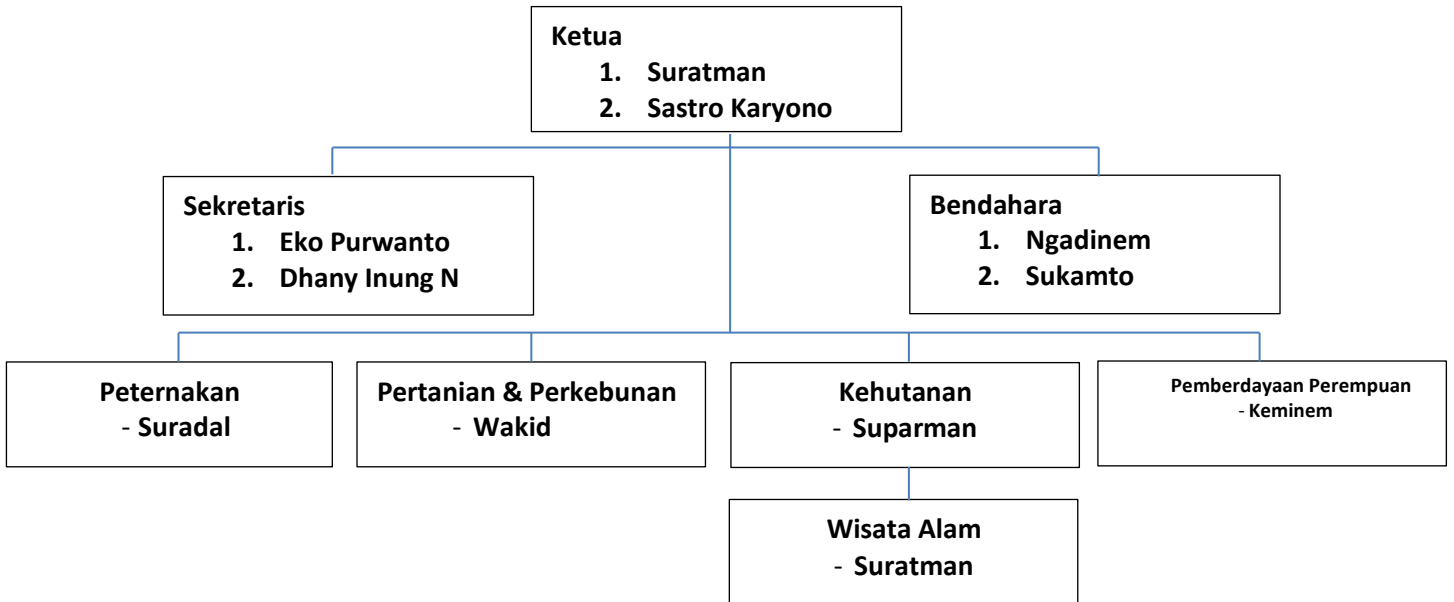 Ketua
1. Suratman
2. Sastro Karyono
Sekretaris
1. Eko Purwanto
2. Dhany Inung N
Bendahara
1. Ngadinem
2. Sukamto
Peternakan
- Suradal
Pertanian & Perkebunan
- Wakid
Kehutanan
- Suparman
Pemberdayaan Perempuan
- Keminem
Wisata Alam
- Suratman